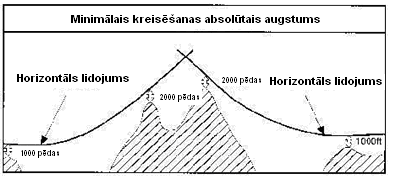 Minimālais kreisēšanas absolūtais augstums
Horizontāls lidojums
2000 pēdas
2000 pēdas
Horizontāls lidojums
1000 pēdas
1000ft